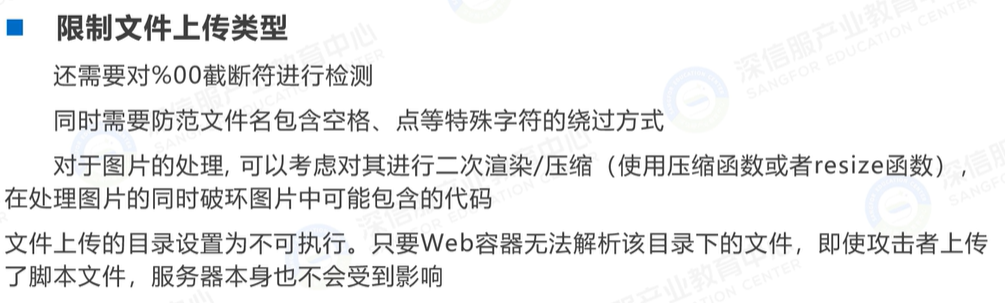 限制文件上传类型
还需要对%00截断符进行检测
同时需要防范文件名包含空格、点等特殊字符的绕过方式
对于图片的处理, 可以考虑对其进行二次渲染/压缩（使用压缩函数或者resize函数）,
在处理图片的同时破环图片中可能包含的代码
文件上传的目录设置为不可执行。只要Web容器无法解析该目录下的文件，即使攻击者上传
了脚本文件，服务器本身也不会受到影响
深信服产业教育中心
SANGFOR EDUCATION CENTER